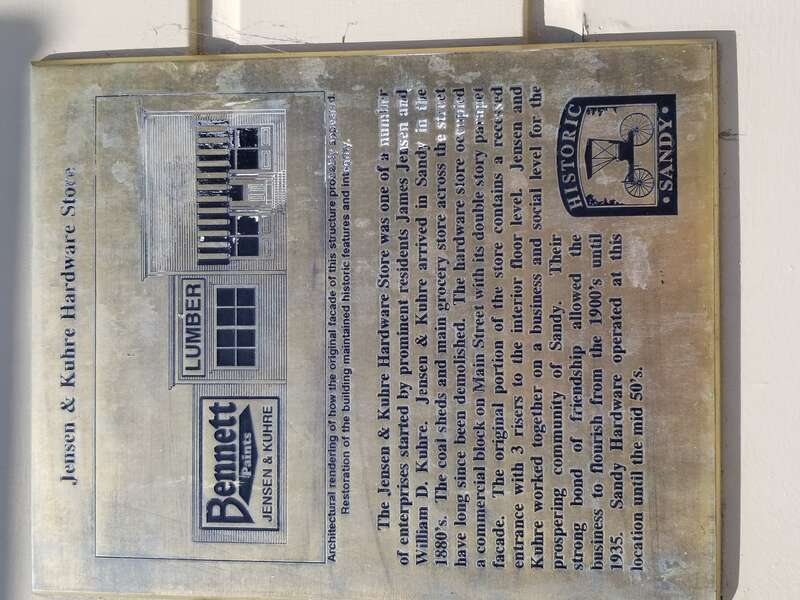 Jensen & Kuhre Hardware Store
Bennett
Paints
JENSEN & KUHRE
LUMBER
Architectural rendering of how the original facade of this structure probably appeared.
Restoration of the building maintained historic features and integrity.
The Jensen & Kuhre Hardware Store was one of a number
of enterprises started by prominent residents James Jensen and
William D. Kuhre. Jensen & Kuhre arrived in Sandy in the
1880's. The coal sheds and main grocery store across the street
have long since been demolished. The hardware store occupied
a commercial block on Main Street with its double story parapet
facade. The original portion of the store contains a recessed
entrance with 3 risers to the interior floor level. Jensen and
Kuhre worked together on a business and social level for the
prospering community of Sandy. Their
strong bond of friendship allowed the
business to flourish from the 1900's until
1935. Sandy Hardware operated at this
location until the mid 50's.
HISTORIC
• SANDY •